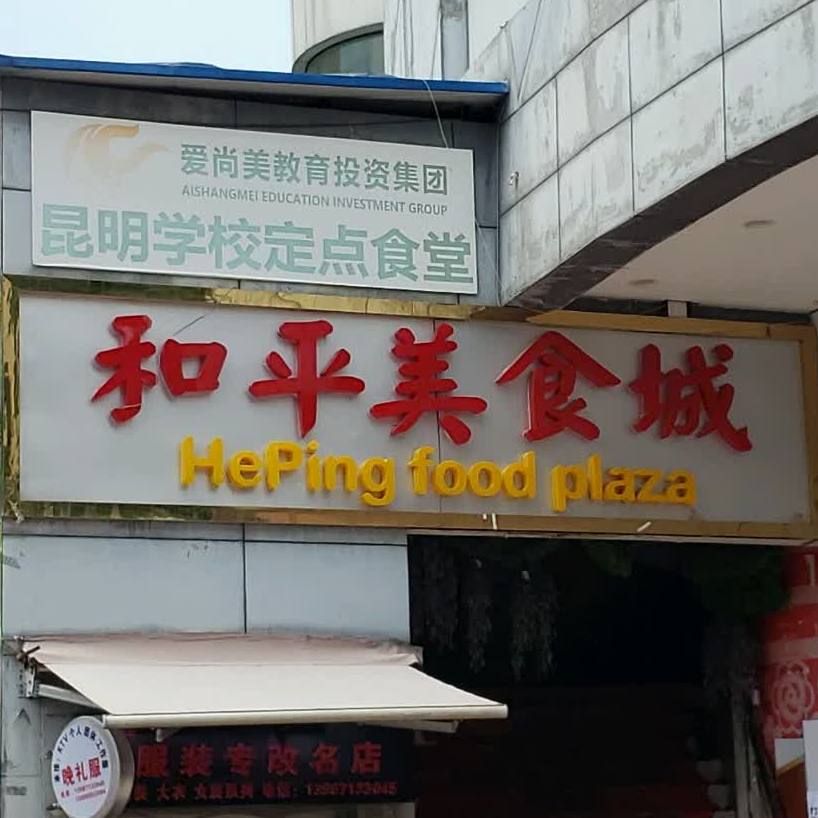 爱尚美教育投资集团
AISHANGMEI EDUCATION INVESTMENT GROUP
昆明学校定点食堂
和平美食城
HePing food plaza
服装专改名店
晚礼服